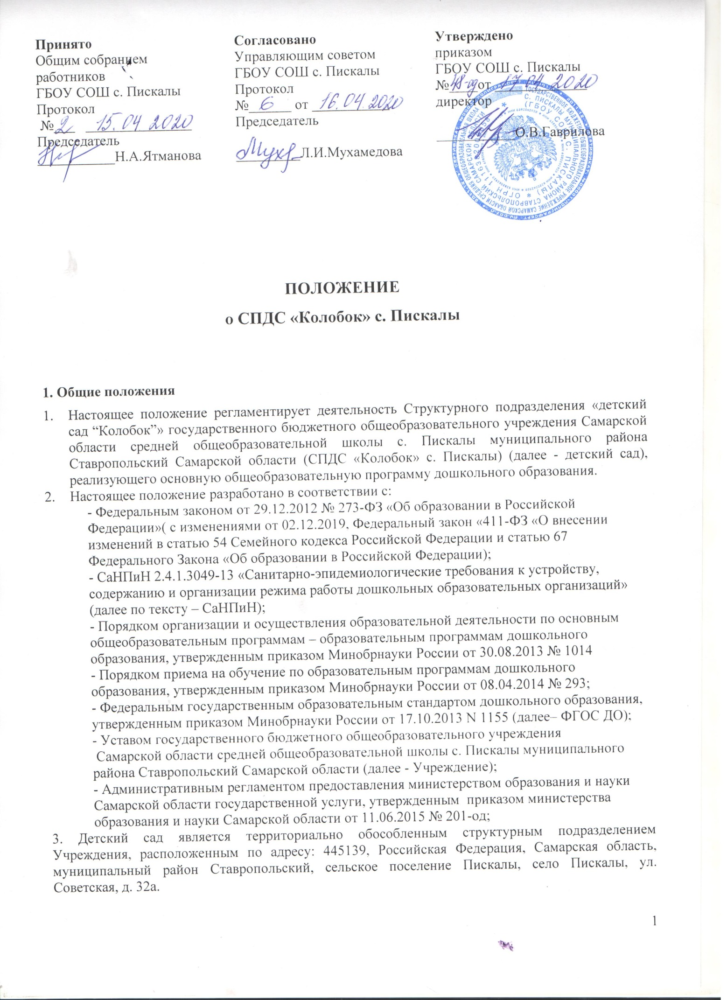 Принято
Общим собранием
работников
ГБОУ СОШ с. Пискалы
Протокол
№ 2 15.04 2020
Председатель
Н.А.Ятманова
Согласовано
Управляющим советом
ГБОУ СОШ с. Пискалы
Протокол
№ 6 от 16.04.2020
Председатель
Л.И.Мухамедова
Утверждено
приказом
ГБОУ СОШ с. Пискалы
№ 48-од от 17 04 2020
директор
О.В.Гаврилова
ПОЛОЖЕНИЕ
о СПДС «Колобок» с. Пискалы
1. Общие положения
1. Настоящее положение регламентирует деятельность Структурного подразделения «детский
сад “Колобок”» государственного бюджетного общеобразовательного учреждения Самарской
области средней общеобразовательной школы с. Пискалы муниципального района
Ставропольский Самарской области (СПДС «Колобок» с. Пискалы) (далее - детский сад),
реализующего основную общеобразовательную программу дошкольного образования.
2. Настоящее положение разработано в соответствии с:
- Федеральным законом от 29.12.2012 № 273-ФЗ «Об образовании в Российской
Федерации»( с изменениями от 02.12.2019, Федеральный закон «411-ФЗ «О внесении
изменений в статью 54 Семейного кодекса Российской Федерации и статью 67
Федерального Закона «Об образовании в Российской Федерации);
- СаНПиН 2.4.1.3049-13 «Санитарно-эпидемиологические требования к устройству,
содержанию и организации режима работы дошкольных образовательных организаций»
(далее по тексту – СаНПиН);
- Порядком организации и осуществления образовательной деятельности по основным
общеобразовательным программам – образовательным программам дошкольного
образования, утвержденным приказом Минобрнауки России от 30.08.2013 № 1014
- Порядком приема на обучение по образовательным программам дошкольного
образования, утвержденным приказом Минобрнауки России от 08.04.2014 № 293;
- Федеральным государственным образовательным стандартом дошкольного образования,
утвержденным приказом Минобрнауки России от 17.10.2013 N 1155 (далее– ФГОС ДО);
- Уставом государственного бюджетного общеобразовательного учреждения
Самарской области средней общеобразовательной школы с. Пискалы муниципального
района Ставропольский Самарской области (далее - Учреждение);
- Административным регламентом предоставления министерством образования и науки
Самарской области государственной услуги, утвержденным приказом министерства
образования и науки Самарской области от 11.06.2015 № 201-од;
3. Детский сад является территориально обособленным структурным подразделением
Учреждения, расположенным по адресу: 445139, Российская Федерация, Самарская область,
муниципальный район Ставропольский, сельское поселение Пискалы, село Пискалы, ул.
Советская, д. 32а.
1